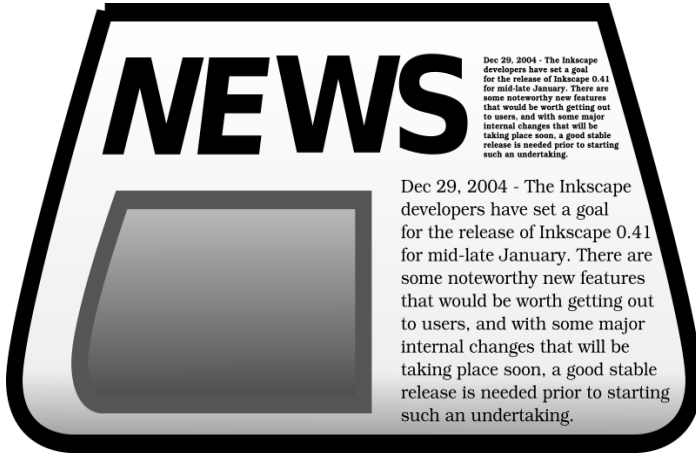 NEWS
Dec 29, 2004 - The Inkscape
developers have set a goal
for the release of Inkscape 0.41
for mid-late January. There are
some noteworthy new features
that would be worth getting out
to users, and with some major
internal changes that will be
taking place soon, a good stable
release is needed prior to starting
such an undertaking.
Dec 29, 2004 - The Inkscape
developers have set a goal
for the release of Inkscape 0.41
for mid-late January. There are
some noteworthy new features
that would be worth getting out
to users, and with some major
internal changes that will be
taking place soon, a good stable
release is needed prior to starting
such an undertaking.